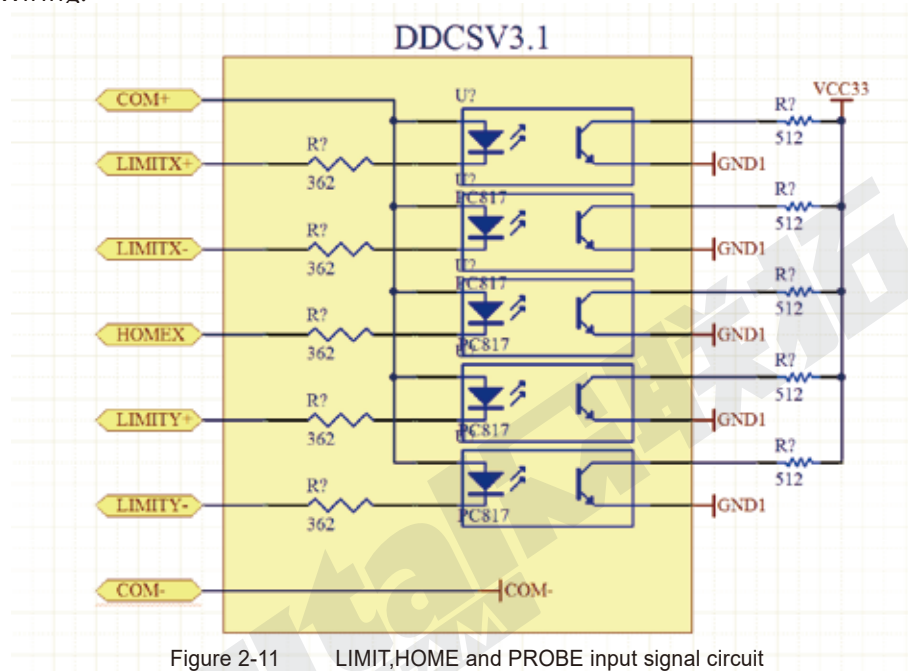 DDCSV3.1
COM+
U?
R?
VCC33
512
LIMITX+
R?
362
GND1
U?
PC817
R?
512
LIMITX-
R?
362
GND1
U?
PC817
R?
512
HOMEX
R?
362
GND1
PC817
R?
512
LIMITY+
R?
362
GND1
PC817
R?
512
LIMITY-
R?
362
GND1
PC817
COM-
COM-
Figure 2-11 LIMIT,HOME and PROBE input signal circuit